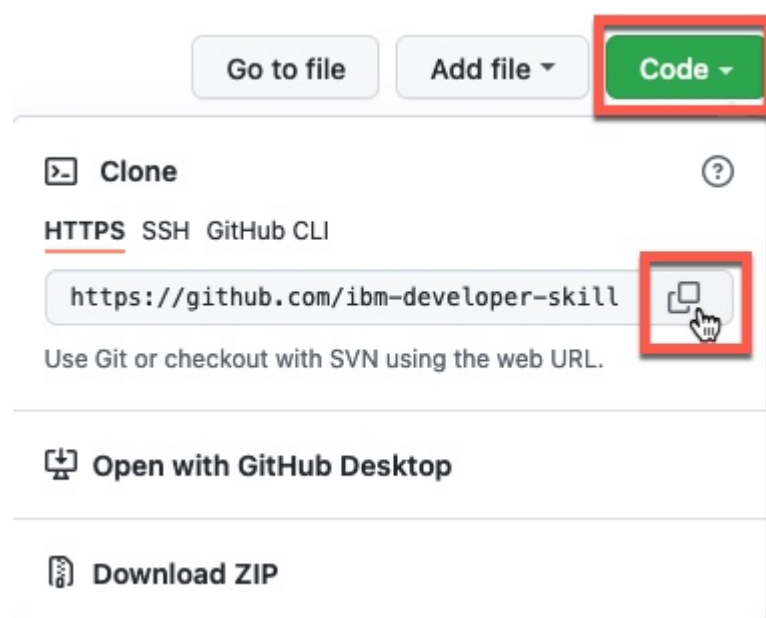 Go to file Add file Code
Clone
HTTPS SSH GitHub CLI
https://github.com/ibm-developer-skill
Use Git or checkout with SVN using the web URL.
Open with GitHub Desktop
Download ZIP